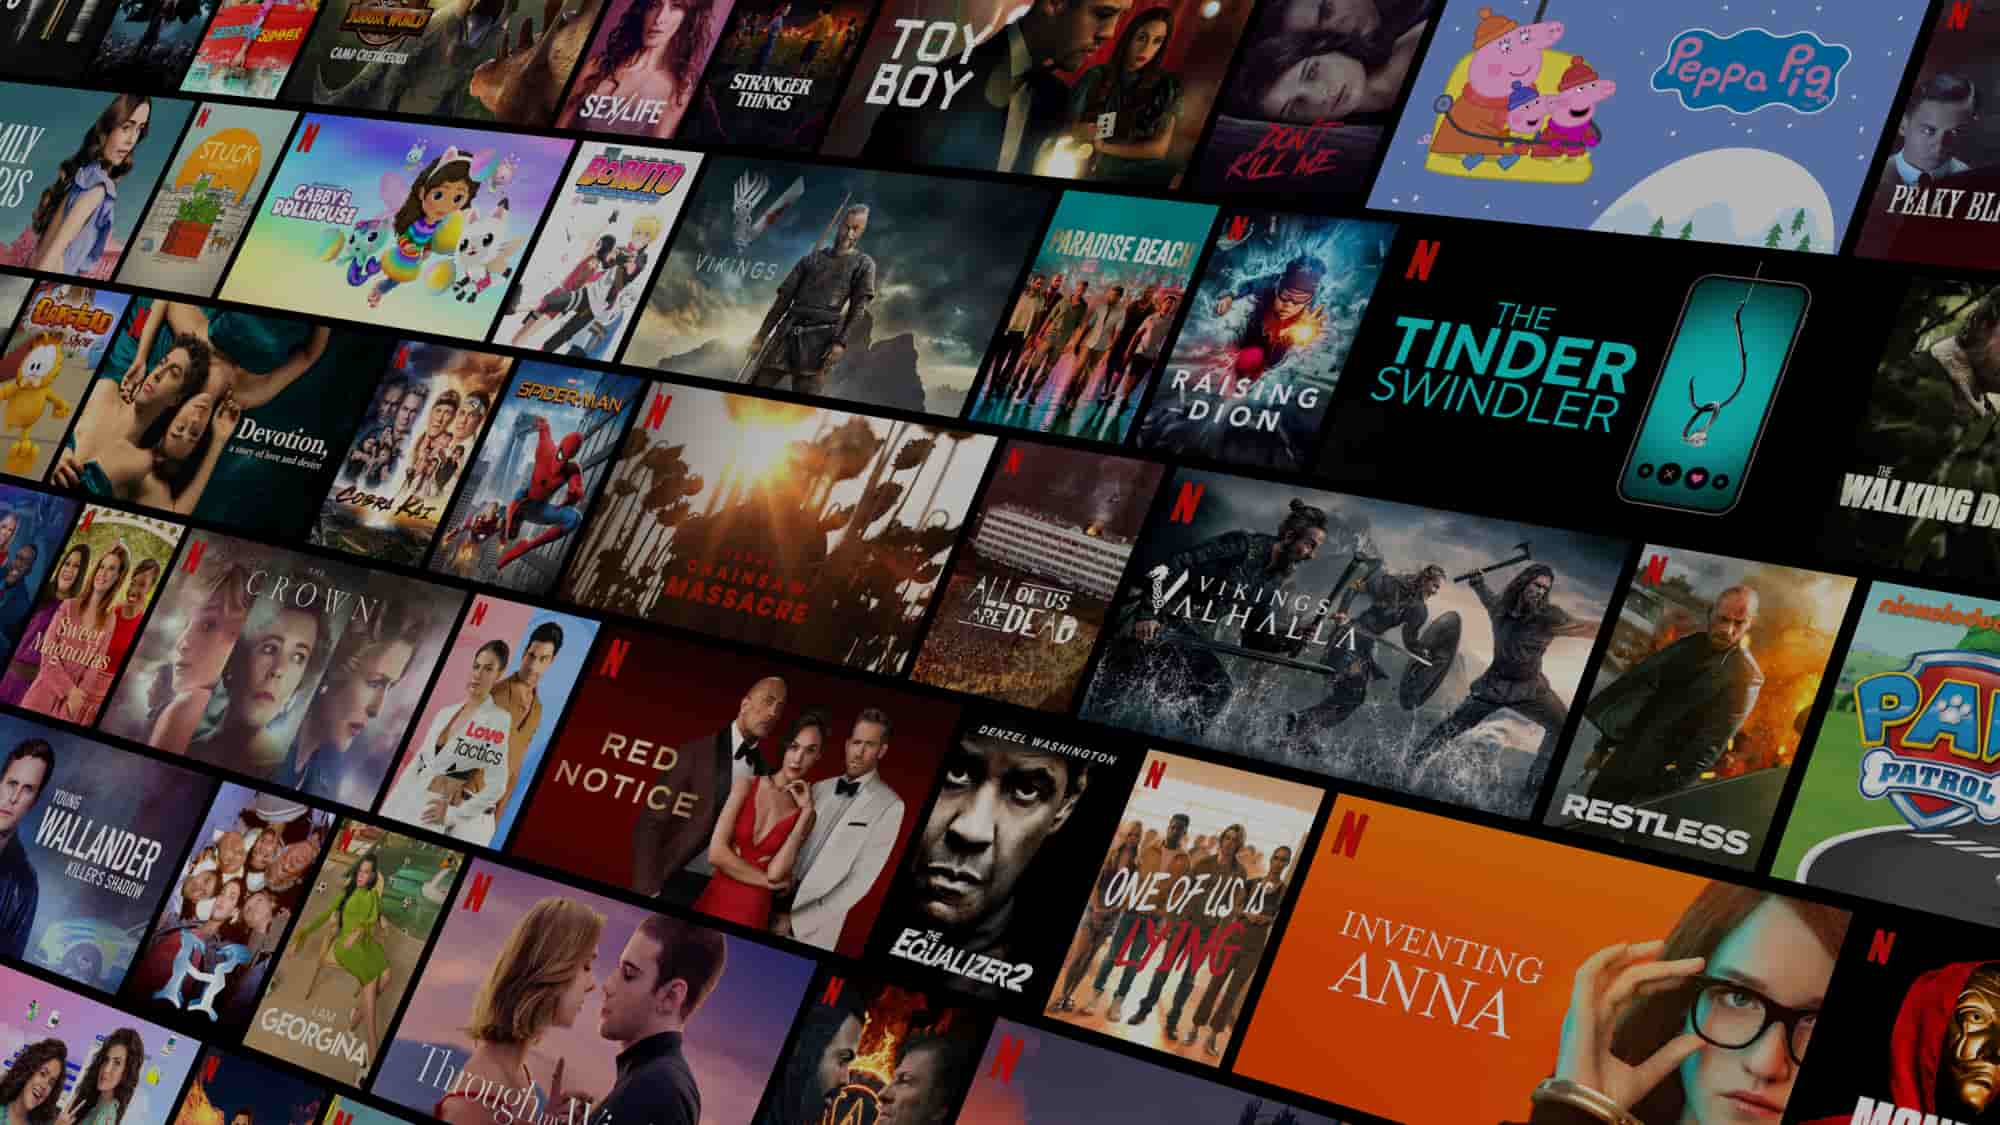 JURASSIC WORLD
CAMP CRETACEOUS
SEX/LIFE
STRANGER
THINGS
TOY
BOY
DON'T
KILL ME
Peppa Pig
PEAKY BLI
MILY
RIS
STUCK
GABBY'S
DOLLHOUSE
BORUTO
VIKINGS
PARADISE BEACH
RAISING
DION
N
THE
TINDER
SWINDLER
THE
WALKING D
GARFIELD
Show
Devotion,
a story of love and desire
COBRA KAI
SPIDER-MAN
TEXAS
CHAINSAW
MASSACRE
ALL OF US
ARE DEAD
VIKINGS
VALHALLA
RESTLESS
nickelodeo
PAW
PATROL
Sweet
Magnolias
THE
CROWN
Love
Tactics
RED
NOTICE
DENZEL WASHINGTON
THE
EQUALIZER 2
ONE OF US IS
LYING
INVENTING
ANNA
YOUNG
WALLANDER
KILLER'S SHADOW
H
I AM
GEORGINA
Through my Wi
MON